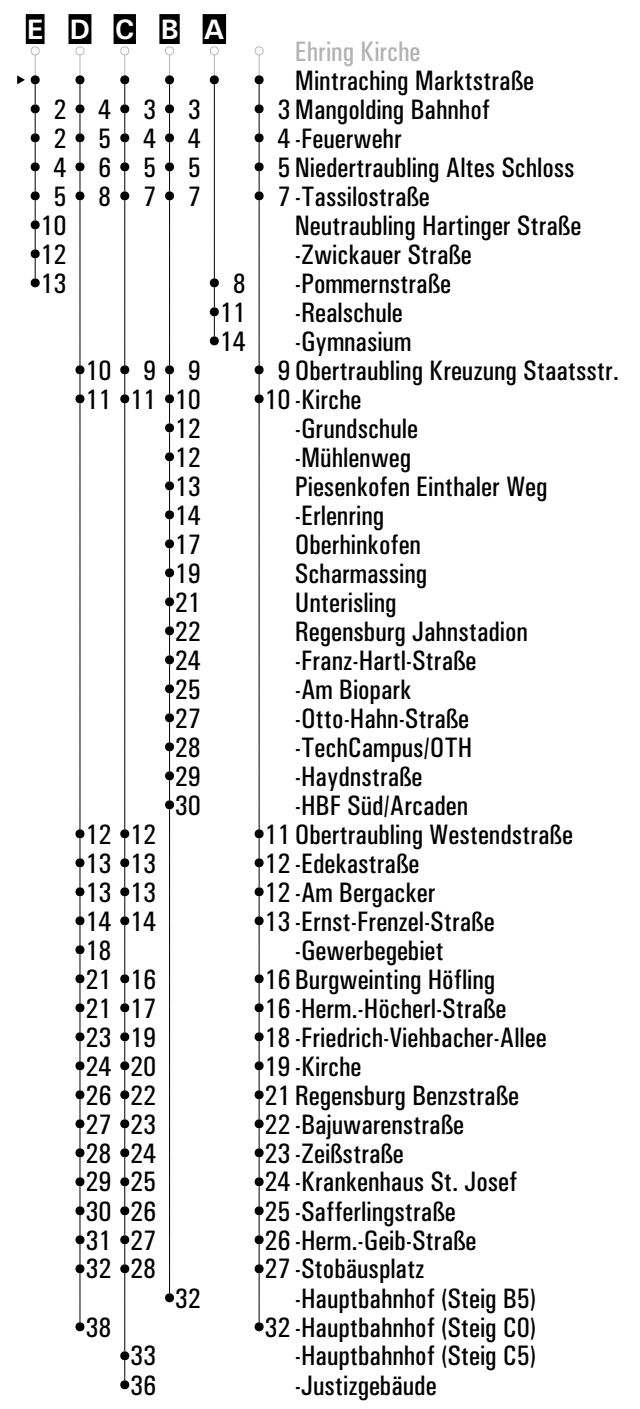 E D C B A
Ehring Kirche
Mintraching Marktstraße
2 4 3 3 3 Mangolding Bahnhof
2 5 4 4 4 -Feuerwehr
4 6 5 5 5 Niedertraubling Altes Schloss
5 8 7 7 7 -Tassilostraße
10 Neutraubling Hartinger Straße
12 -Zwickauer Straße
13 8 -Pommernstraße
11 -Realschule
14 -Gymnasium
10 9 9 9 Obertraubling Kreuzung Staatsstr.
11 11 10 10 -Kirche
12 -Grundschule
12 -Mühlenweg
13 Piesenkofen Einthaler Weg
14 -Erlenring
17 Oberhinkofen
19 Scharmassing
21 Unterisling
22 Regensburg Jahnstadion
24 -Franz-Hartl-Straße
25 -Am Biopark
27 -Otto-Hahn-Straße
28 -TechCampus/OTH
29 -Haydnstraße
30 -HBF Süd/Arcaden
12 12 11 Obertraubling Westendstraße
13 13 12 -Edekastraße
13 13 12 -Am Bergacker
14 14 13 -Ernst-Frenzel-Straße
18 -Gewerbegebiet
21 16 16 Burgweinting Höfling
21 17 16 -Herm.-Höcherl-Straße
23 19 18 -Friedrich-Viehbacher-Allee
24 20 19 -Kirche
26 22 21 Regensburg Benzstraße
27 23 22 -Bajuwarenstraße
28 24 23 -Zeißstraße
29 25 24 -Krankenhaus St. Josef
30 26 25 -Safferlingstraße
31 27 26 -Herm.-Geib-Straße
32 28 27 -Stobäusplatz
32 -Hauptbahnhof (Steig B5)
38 32 -Hauptbahnhof (Steig C0)
33 -Hauptbahnhof (Steig C5)
36 -Justizgebäude